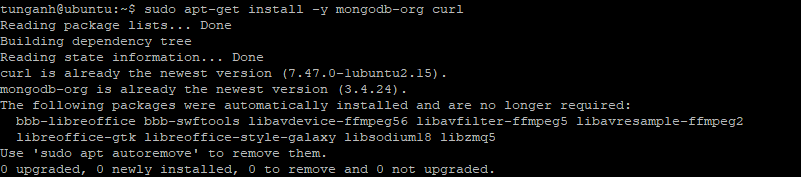 tunganh@ubuntu:~$ sudo apt-get install -y mongodb-org curl
Reading package lists... Done
Building dependency tree
Reading state information... Done
curl is already the newest version (7.47.0-1ubuntu2.15).
mongodb-org is already the newest version (3.4.24).
The following packages were automatically installed and are no longer required:
  bbb-libreoffice bbb-swftools libavdevice-ffmpeg56 libavfilter-ffmpeg5 libavresample-ffmpeg2
  libreoffice-gtk libreoffice-style-galaxy libsodium18 libzmq5
Use 'sudo apt autoremove' to remove them.
0 upgraded, 0 newly installed, 0 to remove and 0 not upgraded.